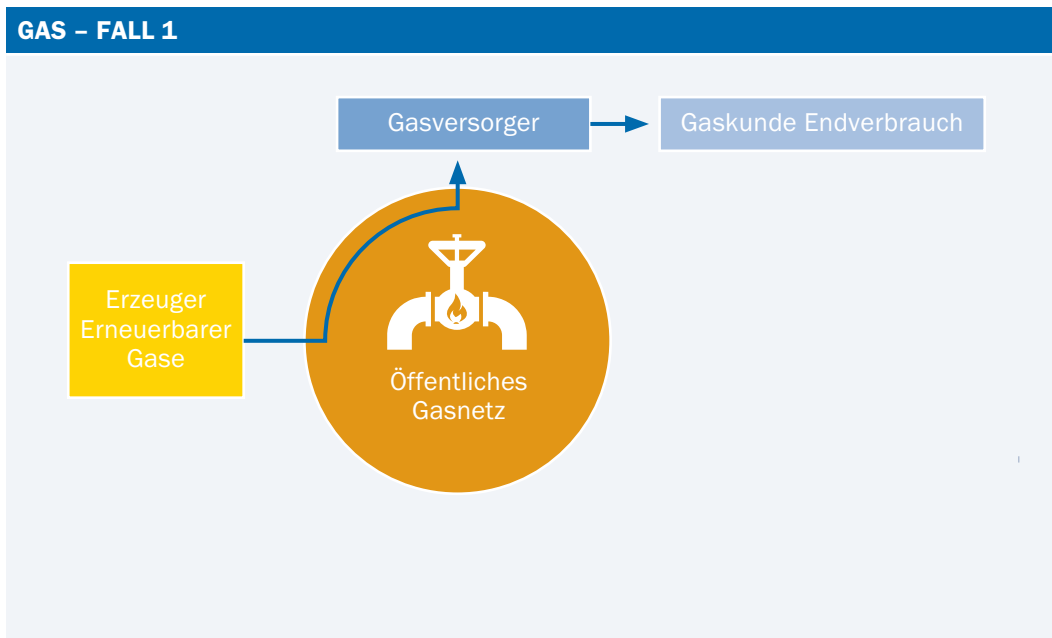 GAS – FALL 1
Gasversorger
Gaskunde Endverbrauch
Erzeuger
Erneuerbarer
Gase
Öffentliches
Gasnetz